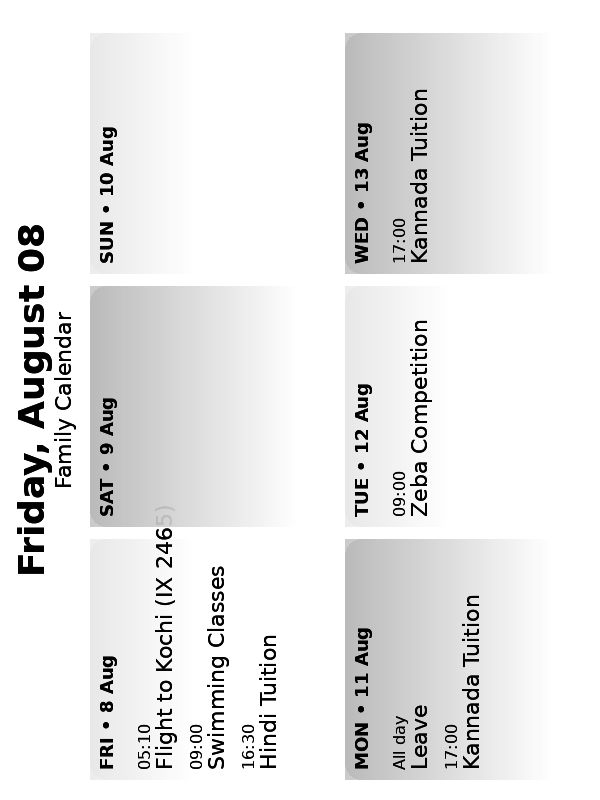 Friday, August 08
Family Calendar
FRI • 8 Aug
05:10
Flight to Kochi (IX 2465)
09:00
Swimming Classes
16:30
Hindi Tuition
SAT • 9 Aug
SUN • 10 Aug
MON • 11 Aug
All day
Leave
17:00
Kannada Tuition
TUE • 12 Aug
09:00
Zeba Competition
WED • 13 Aug
17:00
Kannada Tuition